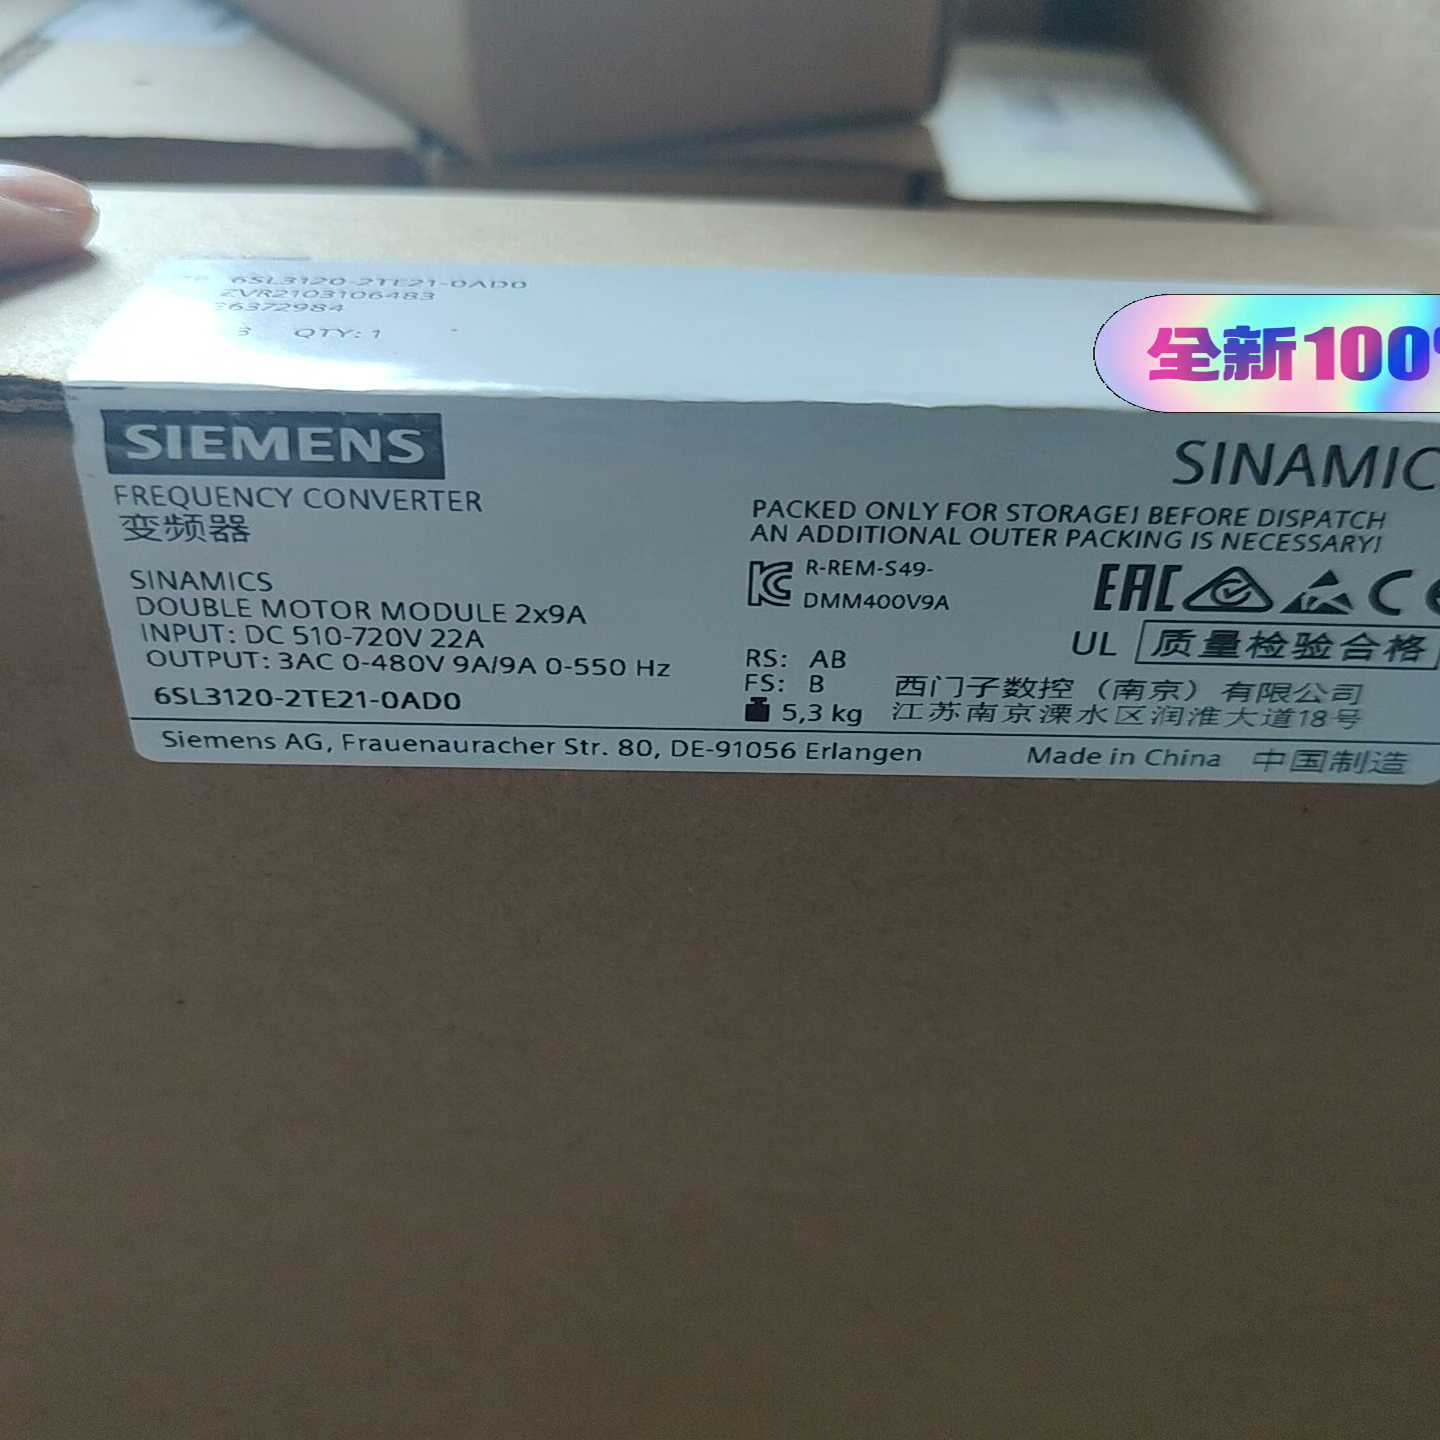 6SL3120-2TE21-0AD0
ZVR2103106483
6372984
3 QTY: 1
全新100%
SIEMENS
SINAMIC
FREQUENCY CONVERTER
变频器
PACKED ONLY FOR STORAGE! BEFORE DISPATCH
AN ADDITIONAL OUTER PACKING IS NECESSARY!
SINAMICS
DOUBLE MOTOR MODULE 2x9A
INPUT: DC 510-720V 22A
OUTPUT: 3AC 0-480V 9A/9A 0-550 Hz
6SL3120-2TE21-0AD0
R-REM-S49-
DMM400V9A
EAC CE
UL 质量检验合格
RS: AB
FS: B
5,3 kg
西门子数控（南京）有限公司
江苏南京溧水区润淮大道18号
Siemens AG, Frauenauracher Str. 80, DE-91056 Erlangen
Made in China 中国制造